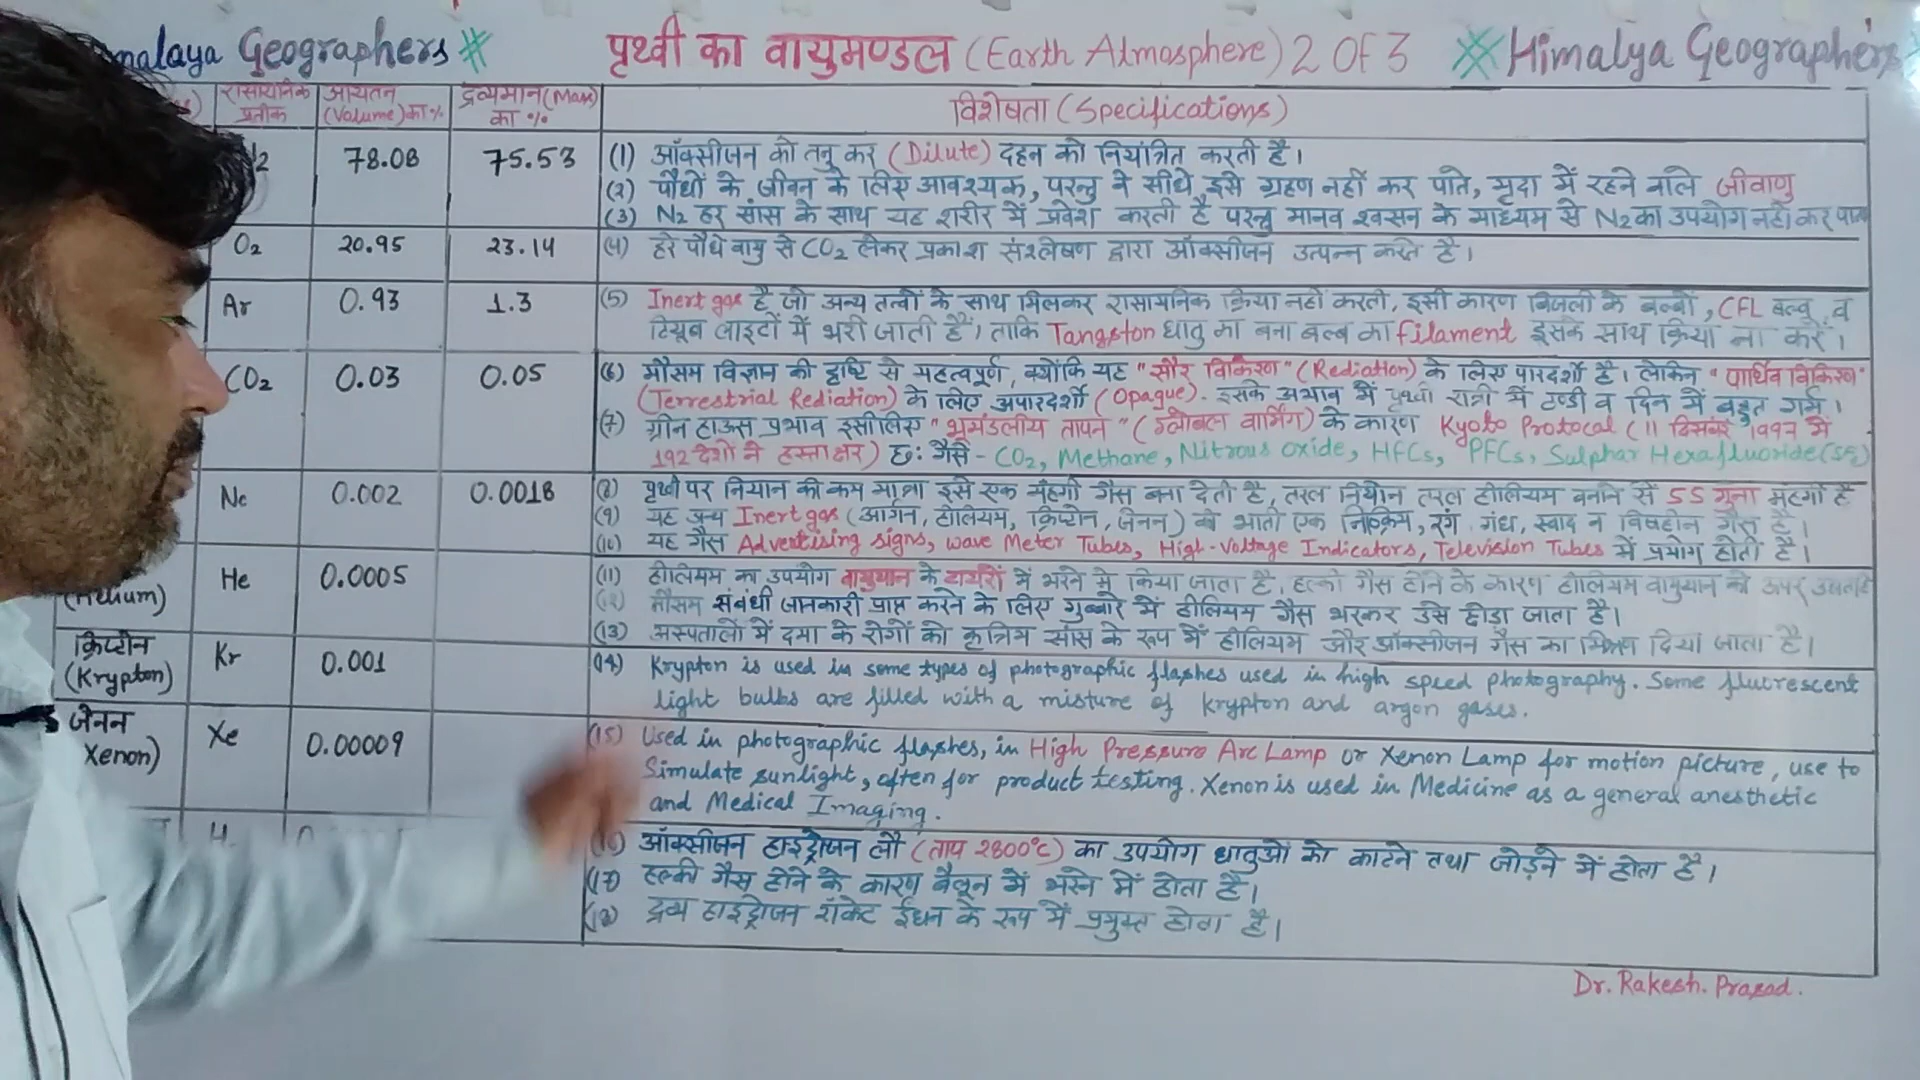 malaya Geographers # पृथ्वी का वायुमण्डल (Earth Atmosphere) 2 OF 3 Himalya Geographers
रासायनिक प्रतीक आयतन (Volume) का % द्रव्यमान (Mass) का % विशेषता (Specifications)
2 78.08 75.53 (1) ऑक्सीजन को तनु कर (Dilute) दहन को नियंत्रित करती है।
(2) पौधों के जीवन के लिए आवश्यक, परन्तु वे सीधे इसे ग्रहण नहीं कर पाते, मृदा में रहने वाले जीवाणु
(3) N2 हर सांस के साथ यह शरीर में प्रवेश करती है परन्तु मानव श्वसन के माध्यम से N2 का उपयोग नहीं कर पाता
O2 20.95 23.14 (4) हरे पौधे वायु से CO2 लेकर प्रकाश संश्लेषण द्वारा ऑक्सीजन उत्पन्न करते है।
Ar 0.93 1.3 (5) Inert gas है जो अन्य तत्वों के साथ मिलकर रासायनिक क्रिया नहीं करती, इसी कारण बिजली के बल्बों, CFL बल्ब, व
टियूब लाइटों में भरी जाती है, ताकि Tangston धातु का बना बल्ब का filament इसके साथ क्रिया ना करे।
CO2 0.03 0.05 (6) मौसम विज्ञान की दृष्टि से महत्वपूर्ण, क्योंकि यह "सौर विकिरण" (Rediation) के लिए पारदर्शी है। लेकिन "पार्थिव विकिरण"
(Terrestrial Rediation) के लिए अपारदर्शी (Opague). इसके अभाव में पृथ्वी रात्री में ठण्डी व दिन में बहुत गर्म।
(7) ग्रीन हाऊस प्रभाव इसीलिए "भूमंडलीय तापन" (ग्लोबल वार्मिंग) के कारण Kyoto Protocal (11 दिसंबर 1997 में
192 देशों ने हस्ताक्षर) छ: गैसें - CO2, Methane, Nitrous oxide, HFCs, PFCs, Sulphar Hexafluoride (SF6)
Ne 0.002 0.0018 (8) पृथ्वी पर नियान की कम मात्रा इसे एक महंगी गैस बना देती है, तरल नियोन तरल हीलियम बनाने से 55 गुना महंगी है
(9) यह अन्य Inert gas (आर्गन, हीलियम, क्रिप्टोन, जेनन) की भांती एक निष्क्रिय, रंग गंध, स्वाद व विषहीन गैस है।
(10) यह गैस Advertising signs, wave Meter Tubes, High-voltage Indicators, Television Tubes में प्रयोग होती है।
(Helium) He 0.0005 (11) हीलियम का उपयोग वायुयान के टायरों में भरने में किया जाता है, हल्की गैस होने के कारण हीलियम वायुयान को ऊपर
(12) मौसम संबंधी जानकारी प्राप्त करने के लिए गुब्बारे में हीलियम गैस भरकर उसे छोड़ा जाता है।
(13) अस्पतालों में दमा के रोगों को कृत्रिम सांस के रूप में हीलियम और ऑक्सीजन गैस का मिश्रण दिया जाता है।
क्रिप्टोन (Krypton) Kr 0.001 (14) Krypton is used in some types of photographic flashes used in high speed photography. Some flucrescent
light bulbs are filled with a misture of krypton and argon gases.
जेनन Xenon) Xe 0.00009 (15) Used in photographic flashes, in High Pressure Arc Lamp or Xenon Lamp for motion picture, use to
Simulate sunlight, often for product testing. Xenon is used in Medicine as a general anesthetic
and Medical Imaging.
(16) ऑक्सीजन हाइड्रोजन लौ (ताप 2800°C) का उपयोग धातुओं को काटने तथा जोड़ने में होता है।
(17) हल्की गैस होने के कारण बैलून में भरने में होता है।
(18) द्रव्य हाइड्रोजन रॉकेट ईंधन के रूप में प्रयुक्त होता है।
Dr. Rakesh. Prasad.